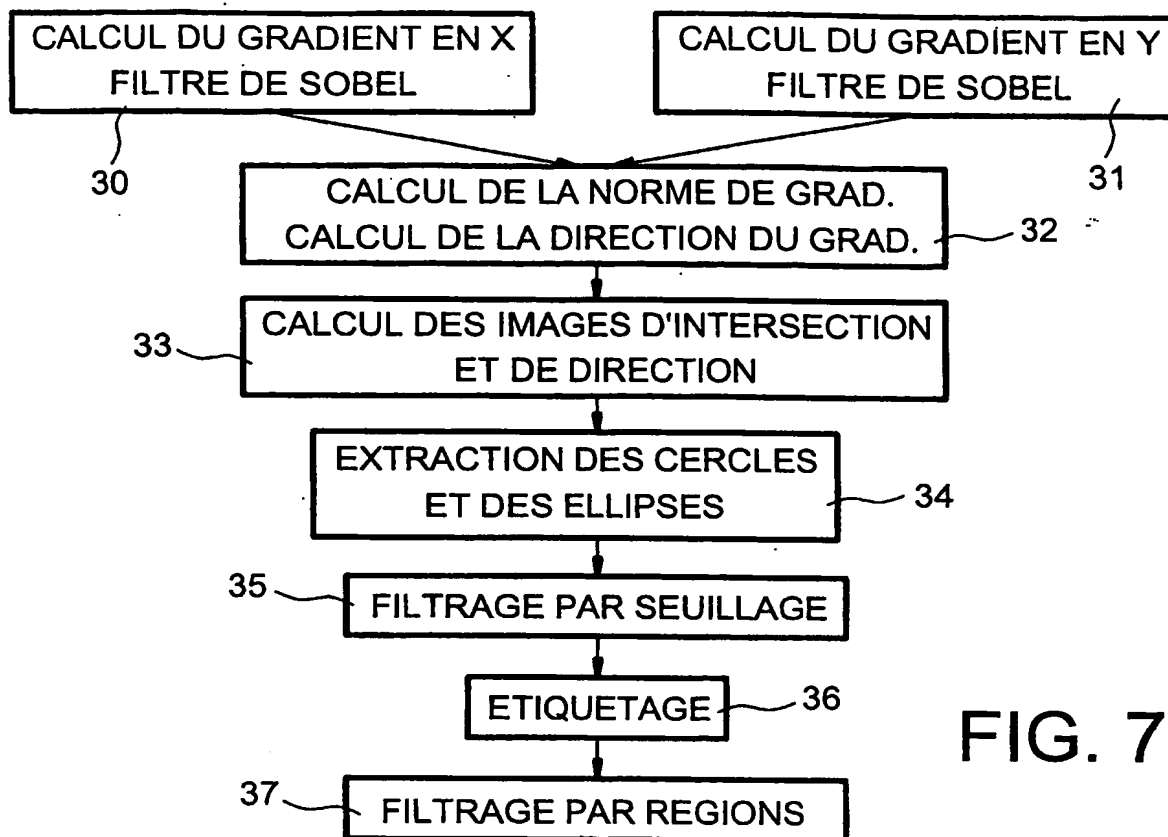 CALCUL DU GRADIENT EN X
FILTRE DE SOBEL
30
CALCUL DU GRADIENT EN Y
FILTRE DE SOBEL
31
CALCUL DE LA NORME DE GRAD.
CALCUL DE LA DIRECTION DU GRAD.
32
CALCUL DES IMAGES D'INTERSECTION
ET DE DIRECTION
33
EXTRACTION DES CERCLES
ET DES ELLIPSES
34
35
FILTRAGE PAR SEUILLAGE
ETIQUETAGE
36
37
FILTRAGE PAR REGIONS
FIG. 7